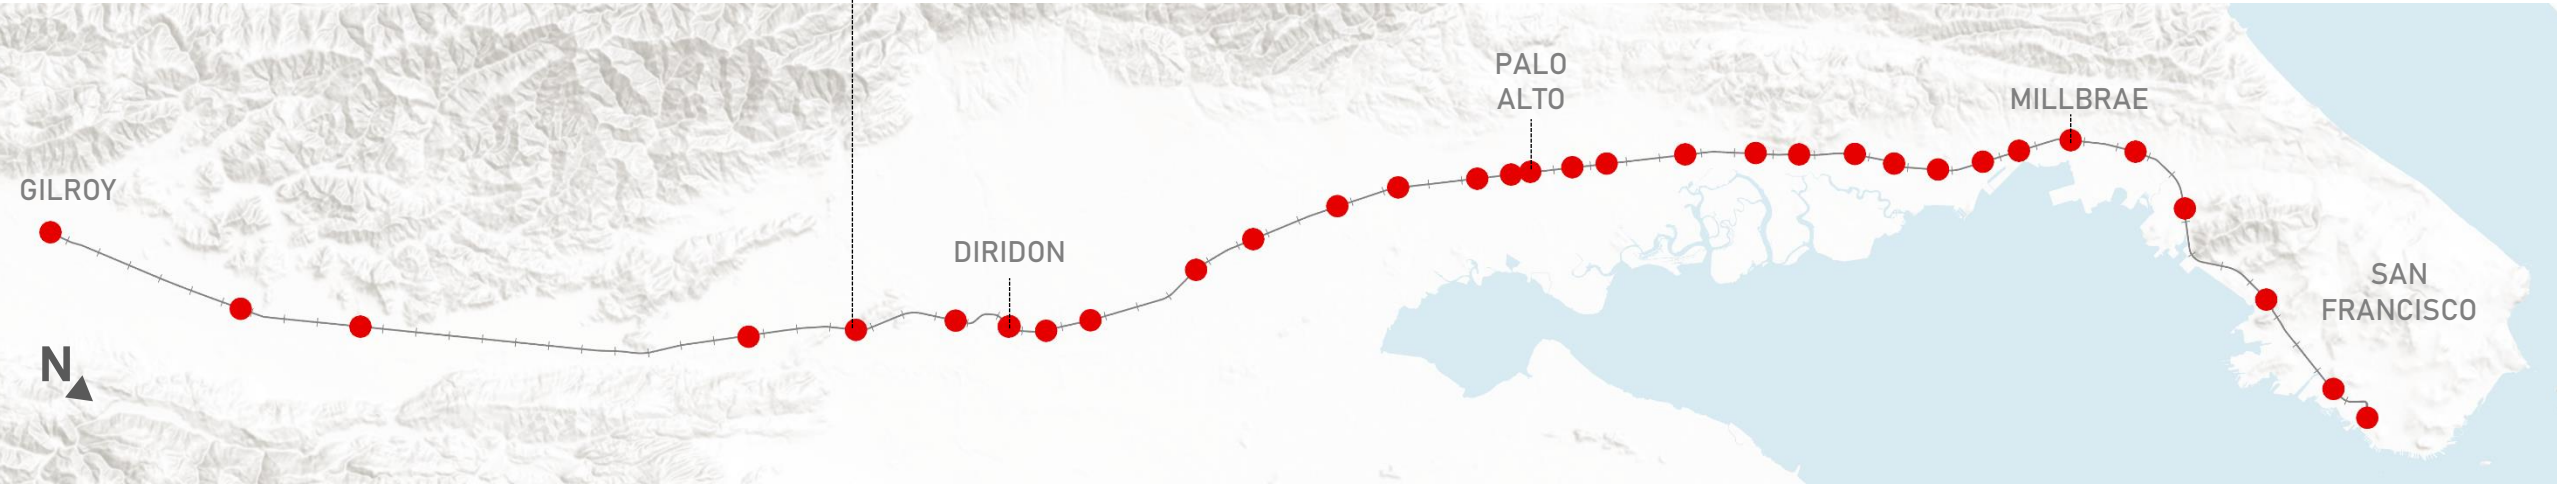 PALO
ALTO
MILLBRAE
GILROY
DIRIDON
SAN
FRANCISCO
N